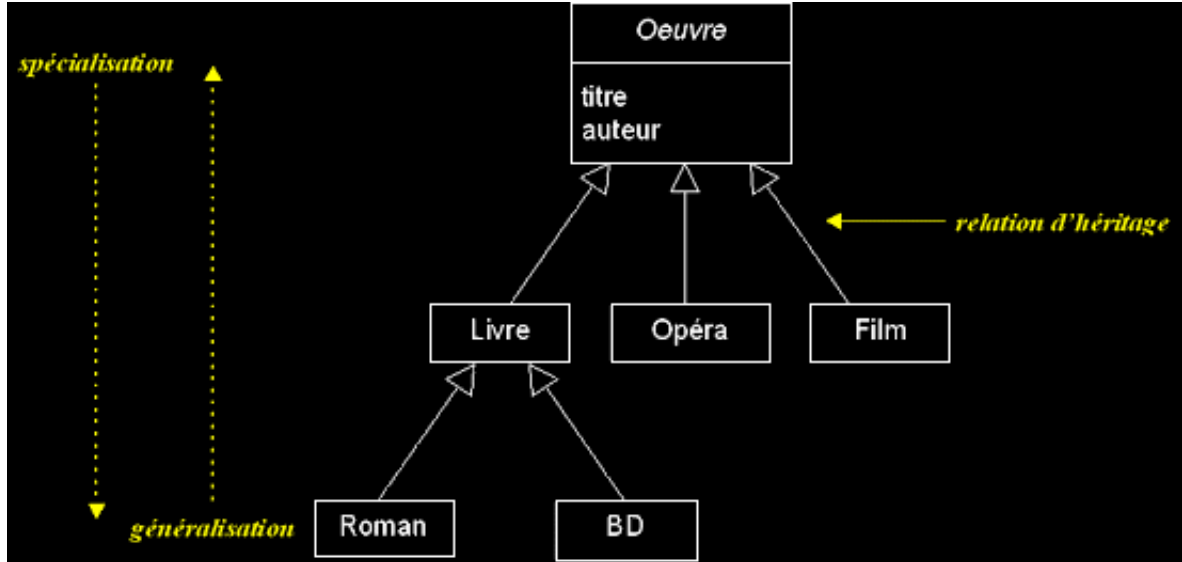 Oeuvre
spécialisation
titre
auteur
relation d'héritage
Livre
Opéra
Film
généralisation
Roman
BD